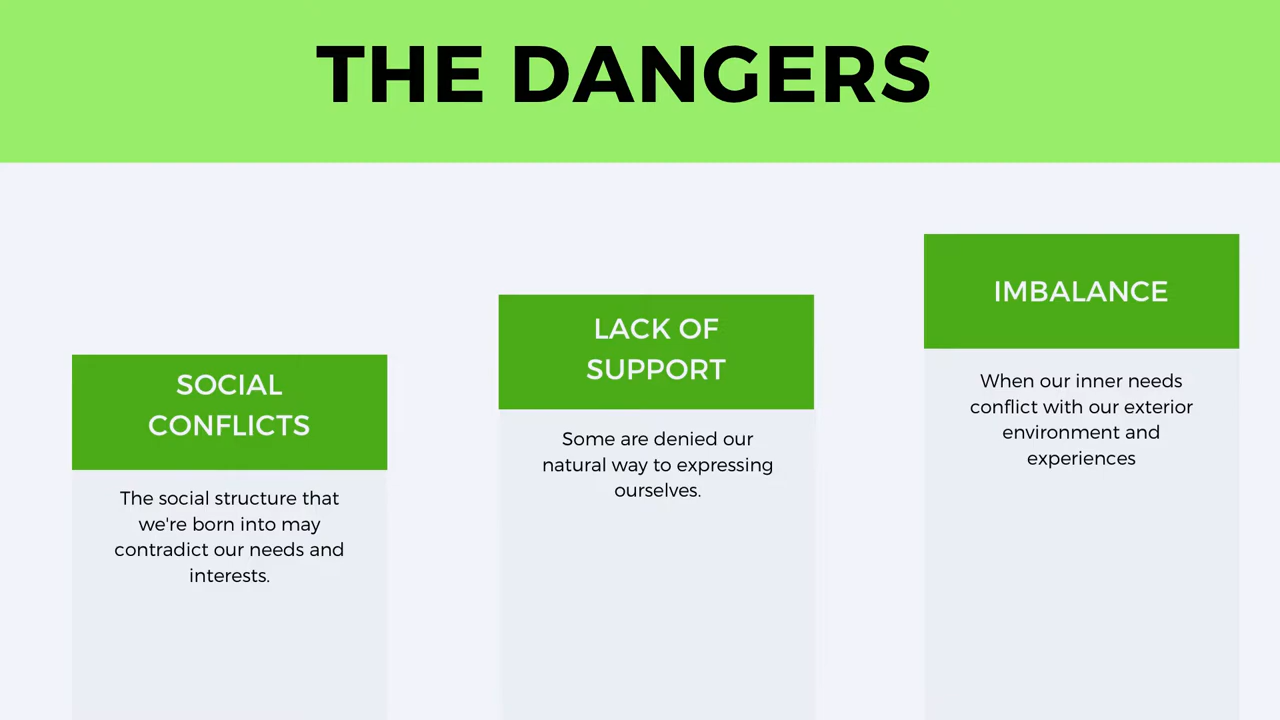 THE DANGERS
SOCIAL
CONFLICTS
The social structure that
we're born into may
contradict our needs and
interests.
LACK OF
SUPPORT
Some are denied our
natural way to expressing
ourselves.
IMBALANCE
When our inner needs
conflict with our exterior
environment and
experiences